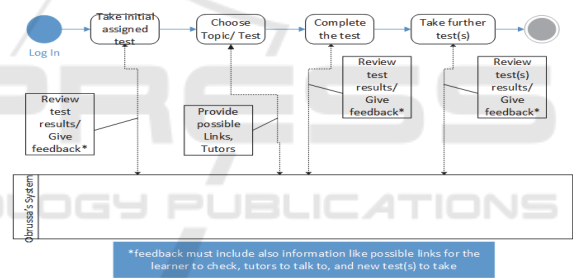 Take initial
assigned
test
Choose
Topic/ Test
Complete
the test
Take further
test(s)
Log In
Review
test
results/
Give
feedback*
Provide
possible
Links,
Tutors
Review
test
results/
Give
feedback*
Review
test(s)
results/
Give
feedback*
Obrussa's System
PRESS
OLOGY PUBLICATIONS
*feedback must include also information like possible links for the
learner to check, tutors to talk to, and new test(s) to take